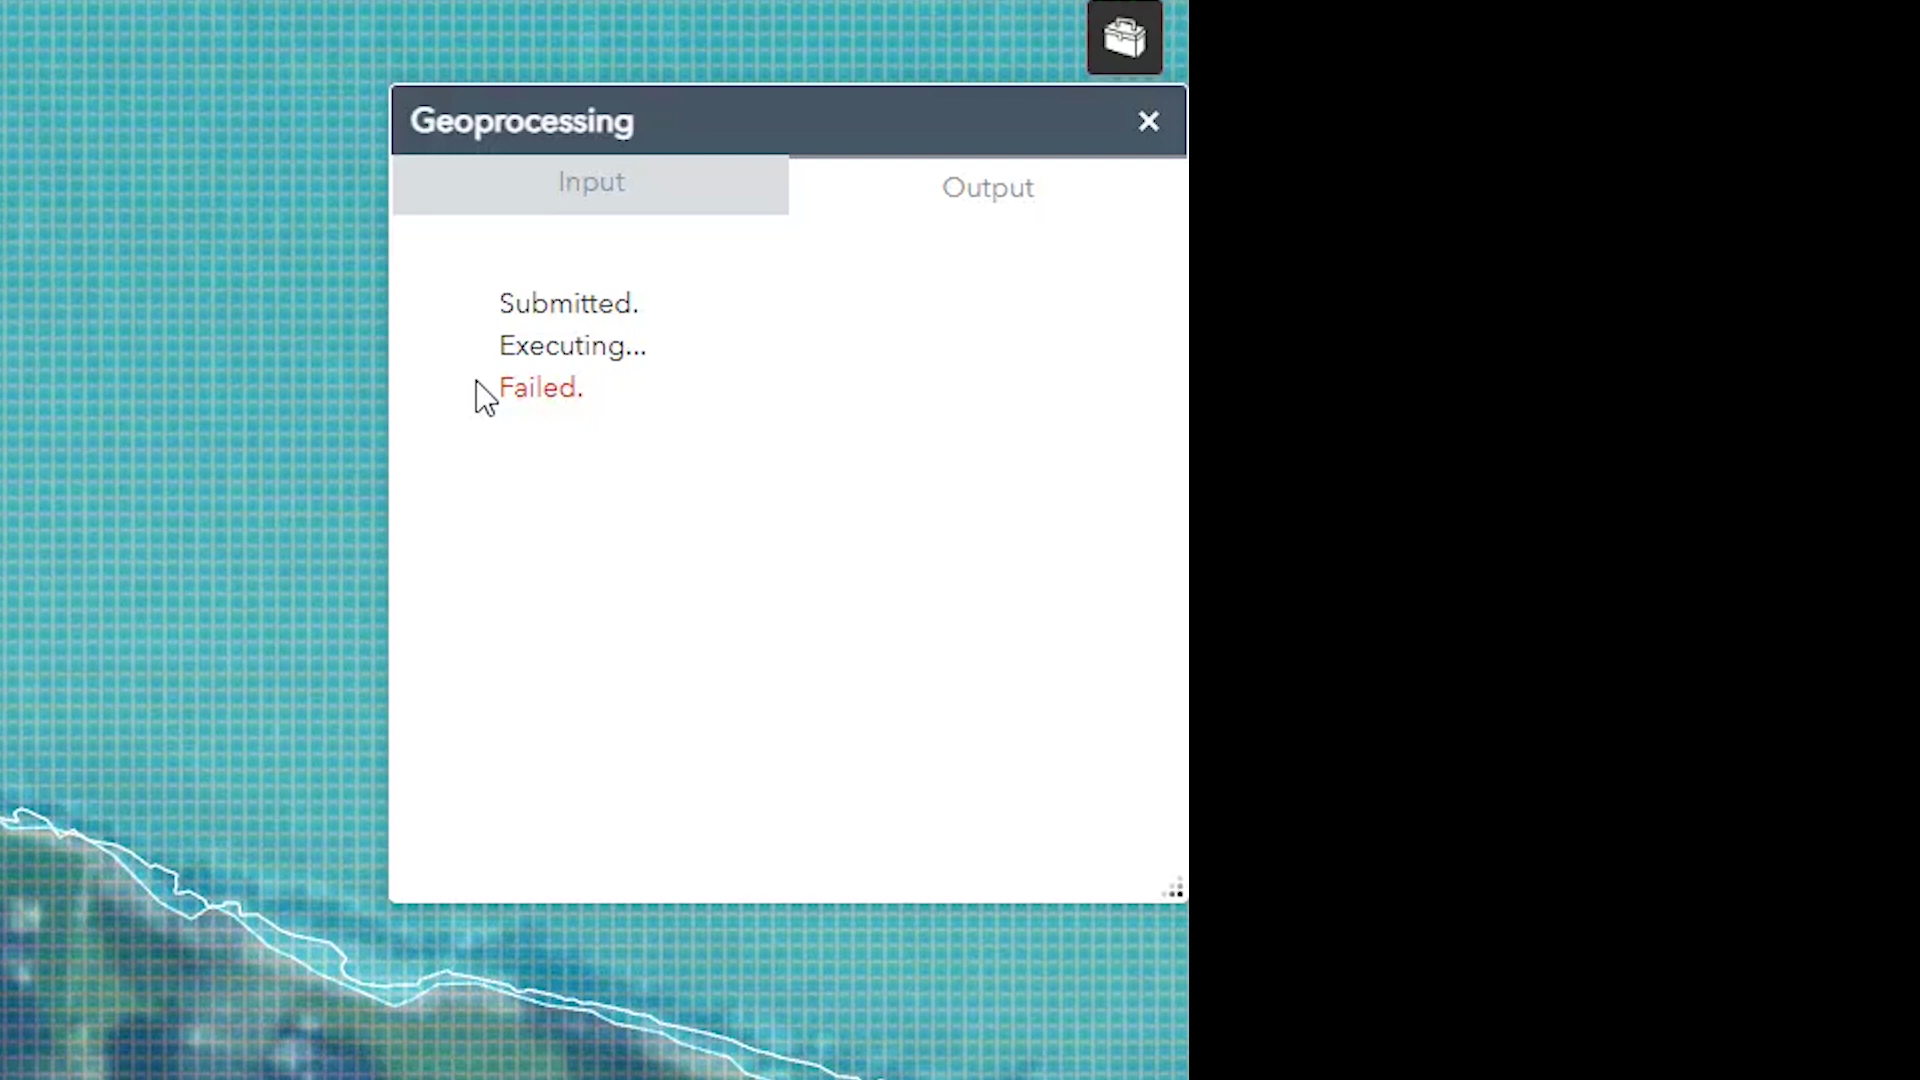 Geoprocessing
Input
Output
Submitted.
Executing...
Failed.